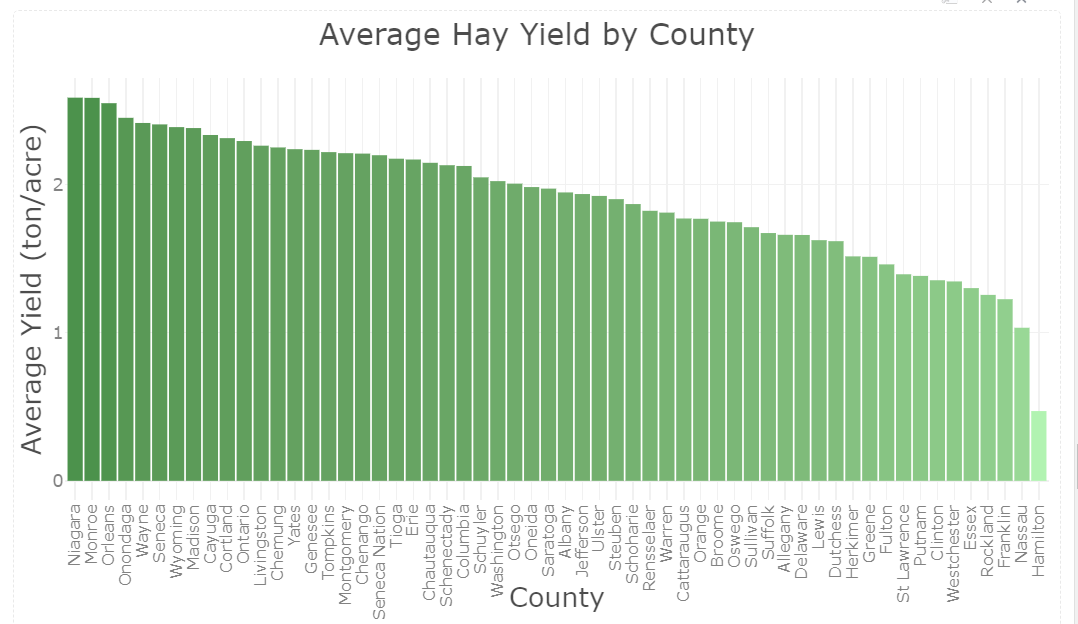 Average Hay Yield by County
Average Yield (ton/acre)
2
1
0
Niagara
Monroe
Orleans
Onondaga
Wayne
Seneca
Wyoming
Madison
Cayuga
Cortland
Ontario
Livingston
Chemung
Yates
Genesee
Tompkins
Montgomery
Chenango
Seneca Nation
Tioga
Erie
Chautauqua
Schenectady
Columbia
Schuyler
Washington
Otsego
Oneida
Saratoga
Albany
Jefferson
Ulster
Steuben
Schoharie
Rensselaer
Warren
Cattaraugus
Orange
Broome
Oswego
Sullivan
Suffolk
Allegany
Delaware
Lewis
Dutchess
Herkimer
Greene
Fulton
St Lawrence
Putnam
Clinton
Westchester
Essex
Rockland
Franklin
Nassau
Hamilton
County